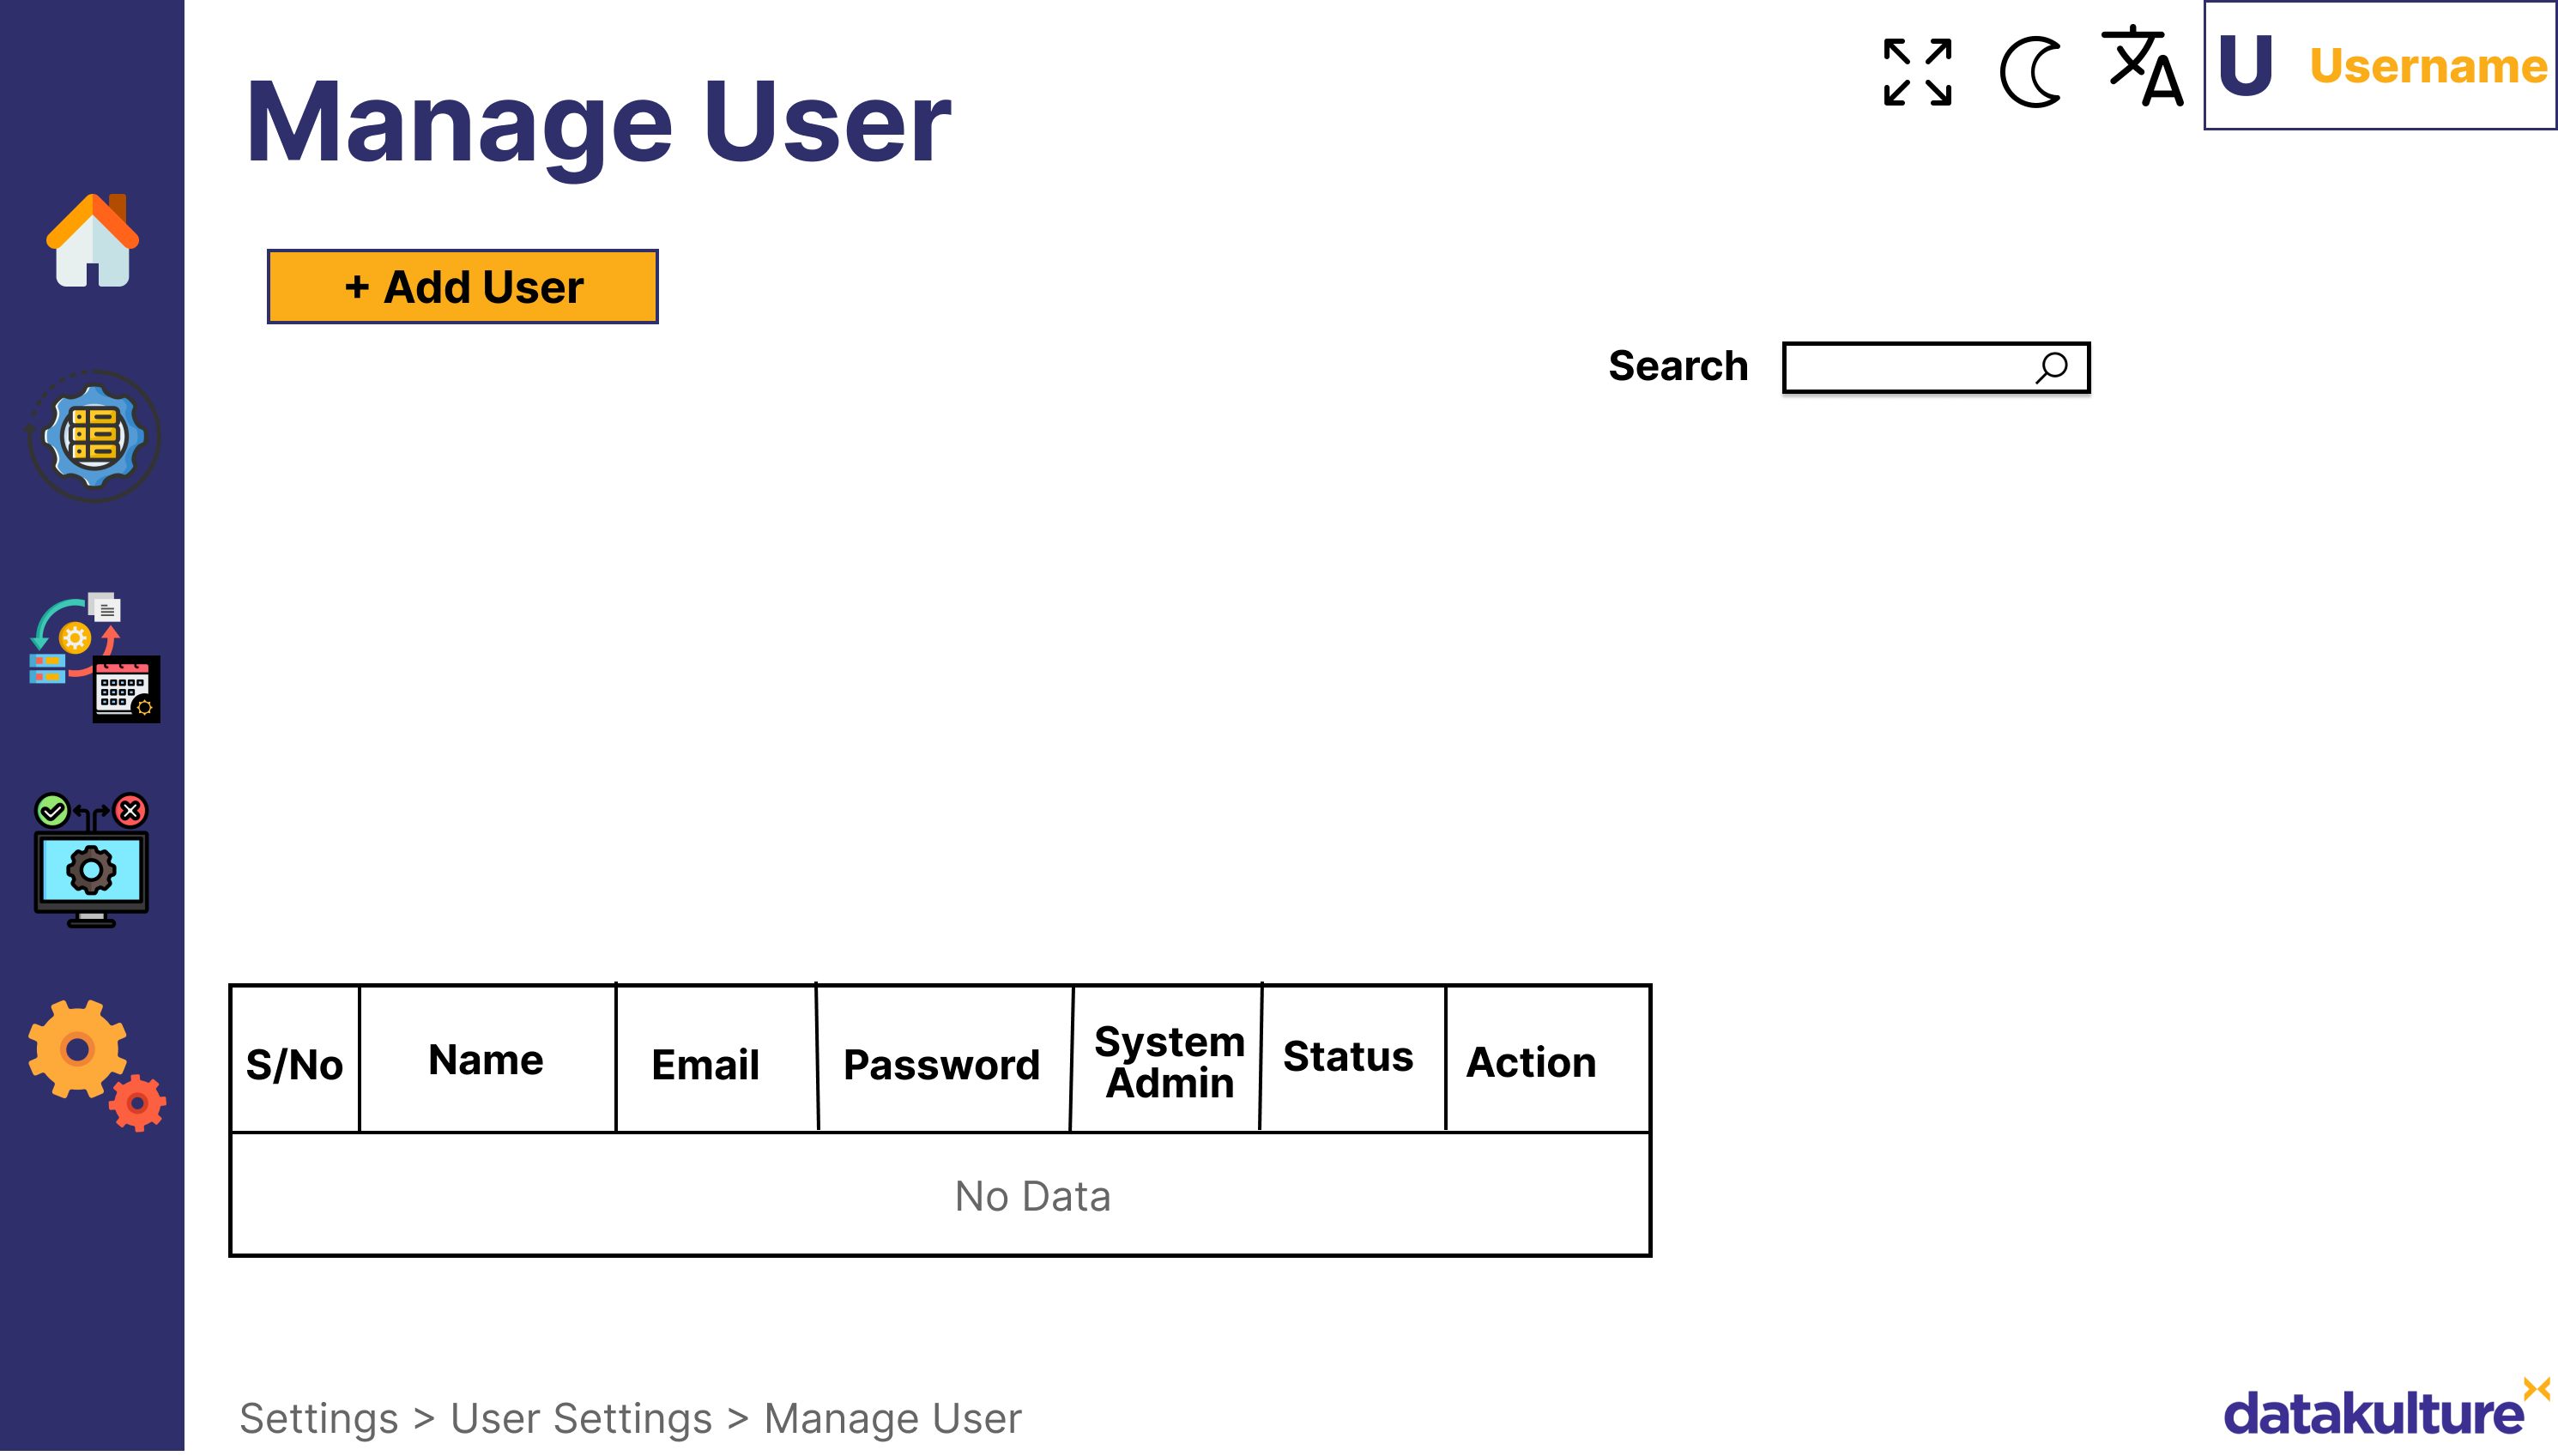 Manage User
U Username
+ Add User
Search
S/No Name Email Password System Admin Status Action
No Data
Settings > User Settings > Manage User
datakulture